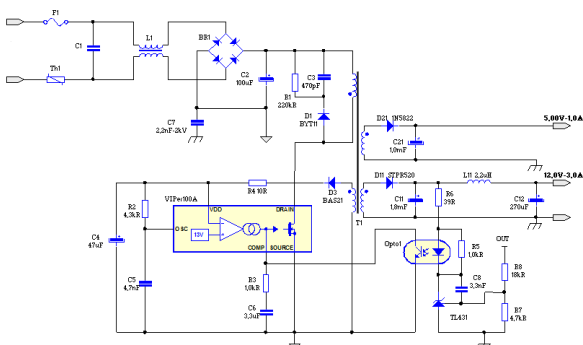 F1
L1
C1
BR1
Th1
C2
100uF
R1
220kR
C3
470pF
D1
BYT11
C7
2,2nF-2kV
D21 1N5822
5,00V-1,0A
C21
1,0mF
D11 STPR520
L11 2,2uH
12,0V-3,0A
C11
1,8mF
C12
270uF
R6
39R
R4 10R
D3
BAS21
T1
VIPer100A
VDD
DRAIN
OSC
13V
COMP
SOURCE
R2
4,3kR
C4
47uF
C5
4,7nF
R3
1,0kR
C6
3,3uF
Opto1
R5
1,0kR
C8
3,3nF
TL431
OUT
R8
18kR
R7
4,7kR